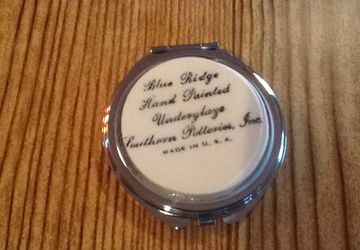 Blue Ridge
Hand Painted
Underglaze
Southern Potteries, Inc.
MADE IN U.S.A.